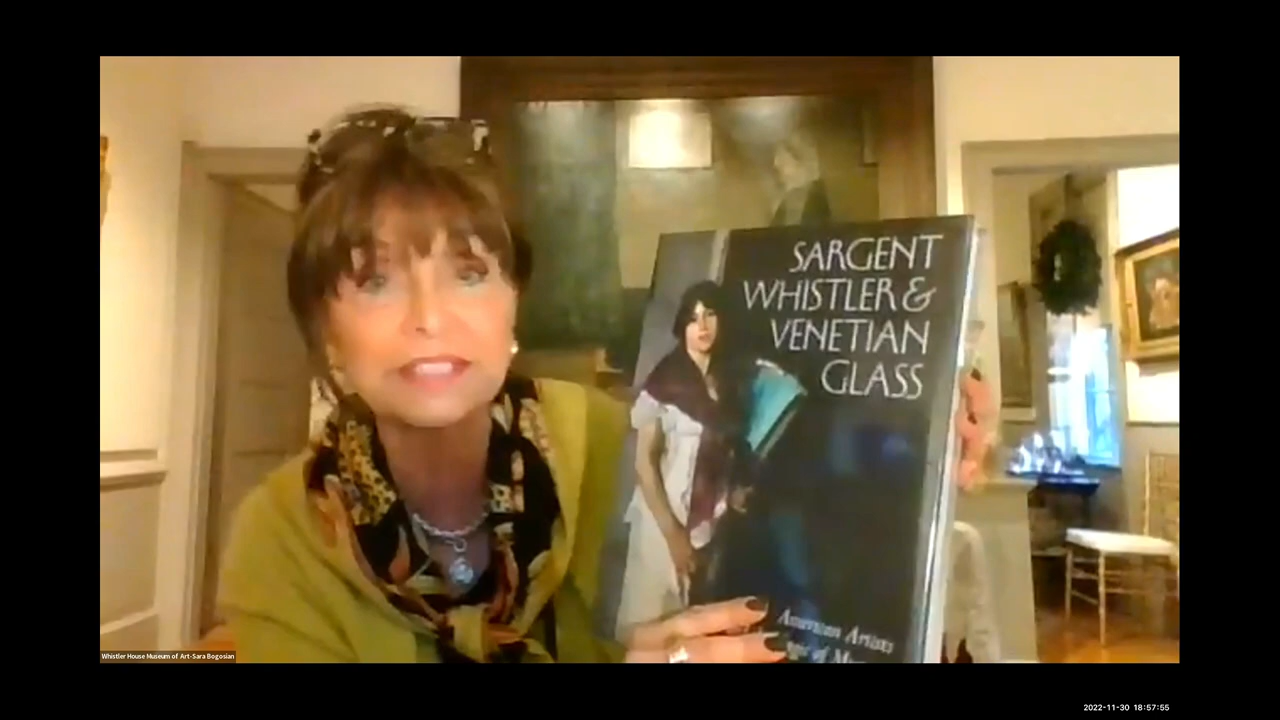 SARGENT
WHISTLER &
VENETIAN
GLASS
American Artists
Whistler House Museum of Art-Sara Bogosian
2022-11-30 18:57:55